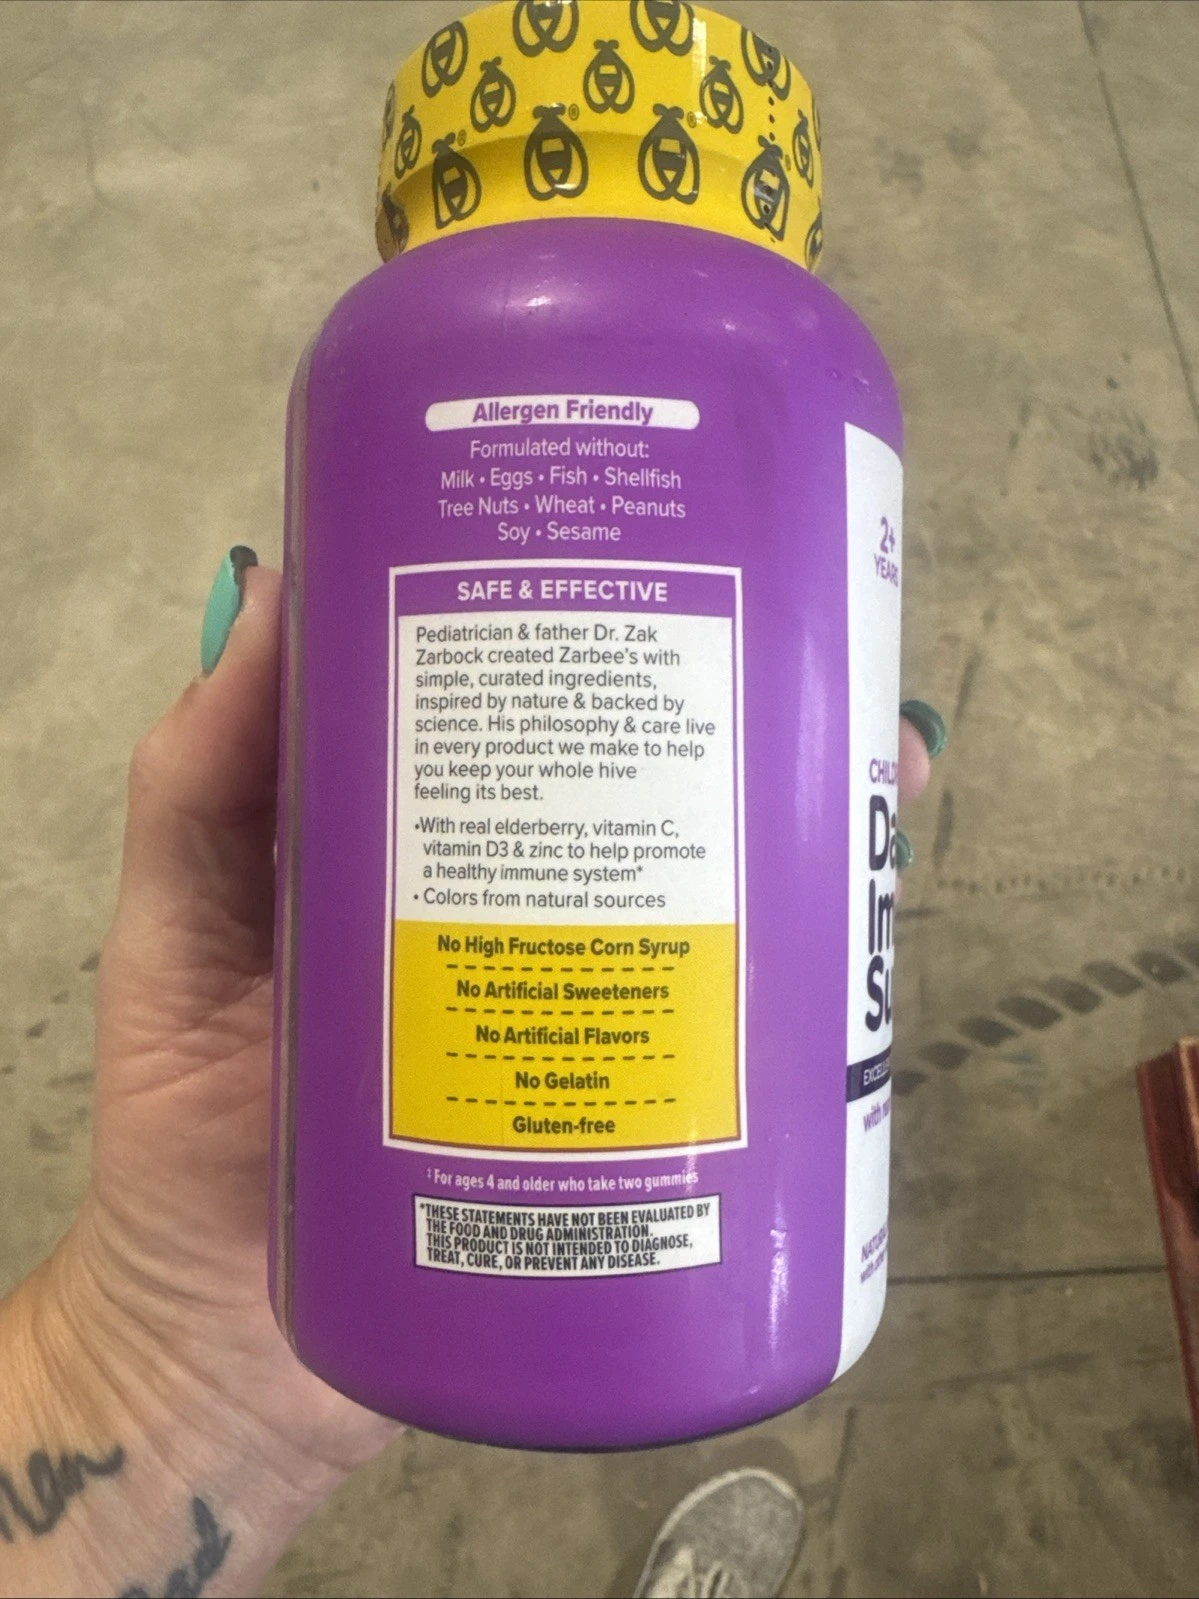 Allergen Friendly
Formulated without:
Milk • Eggs • Fish • Shellfish
Tree Nuts • Wheat • Peanuts
Soy • Sesame
SAFE & EFFECTIVE
Pediatrician & father Dr. Zak
Zarbock created Zarbee's with
simple, curated ingredients,
inspired by nature & backed by
science. His philosophy & care live
in every product we make to help
you keep your whole hive
feeling its best.
•With real elderberry, vitamin C,
vitamin D3 & zinc to help promote
a healthy immune system*
• Colors from natural sources
No High Fructose Corn Syrup
No Artificial Sweeteners
No Artificial Flavors
No Gelatin
Gluten-free
‡For ages 4 and older who take two gummies
*THESE STATEMENTS HAVE NOT BEEN EVALUATED BY
THE FOOD AND DRUG ADMINISTRATION.
THIS PRODUCT IS NOT INTENDED TO DIAGNOSE,
TREAT, CURE, OR PREVENT ANY DISEASE.
2+
YEARS
with